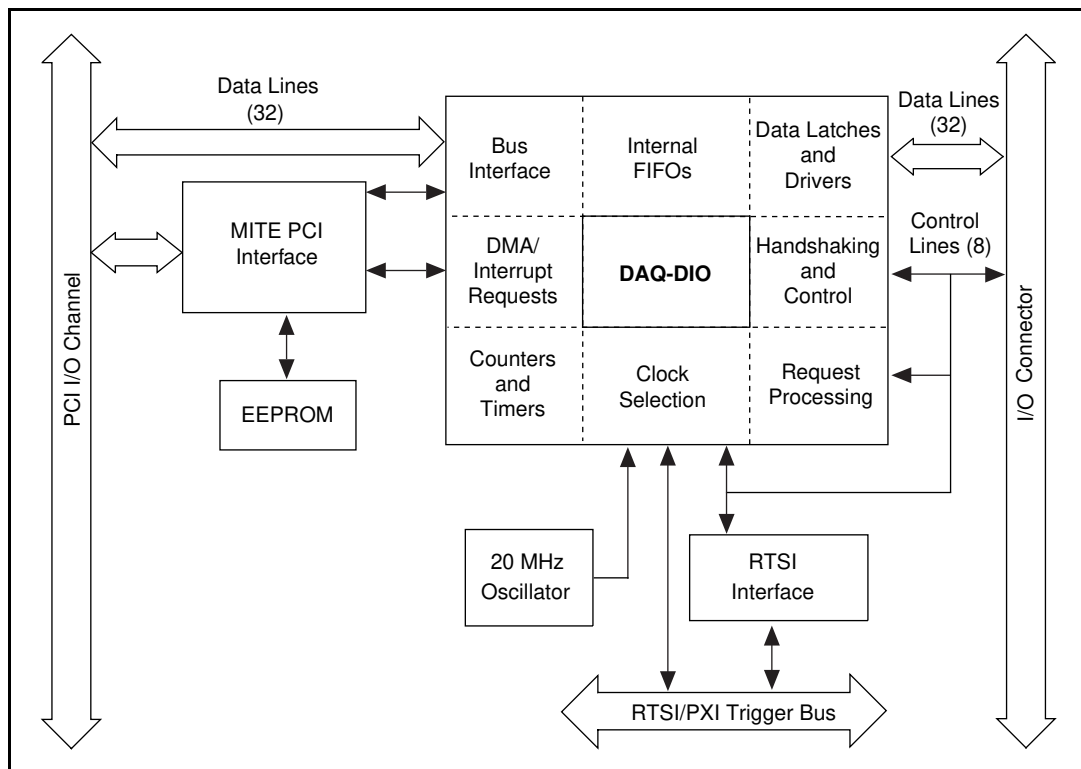 Data Lines
(32)
Bus
Interface
Internal
FIFOs
Data Latches
and
Drivers
Data Lines
(32)
MITE PCI
Interface
DMA/
Interrupt
Requests
DAQ-DIO
Handshaking
and
Control
Control
Lines (8)
EEPROM
Counters
and
Timers
Clock
Selection
Request
Processing
PCI I/O Channel
I/O Connector
20 MHz
Oscillator
RTSI
Interface
RTSI/PXI Trigger Bus